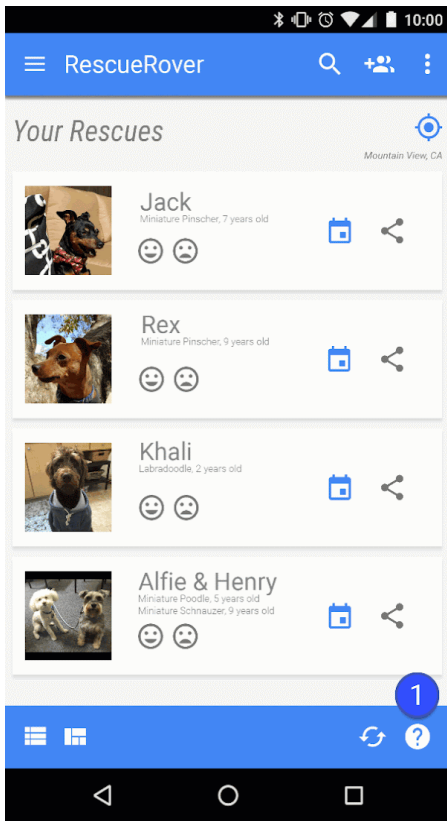 10:00
RescueRover
Your Rescues
Mountain View, CA
Jack
Miniature Pinscher, 7 years old
Rex
Miniature Pinscher, 9 years old
Khali
Labradoodle, 2 years old
Alfie & Henry
Miniature Poodle, 5 years old
Miniature Schnauzer, 9 years old
1
?